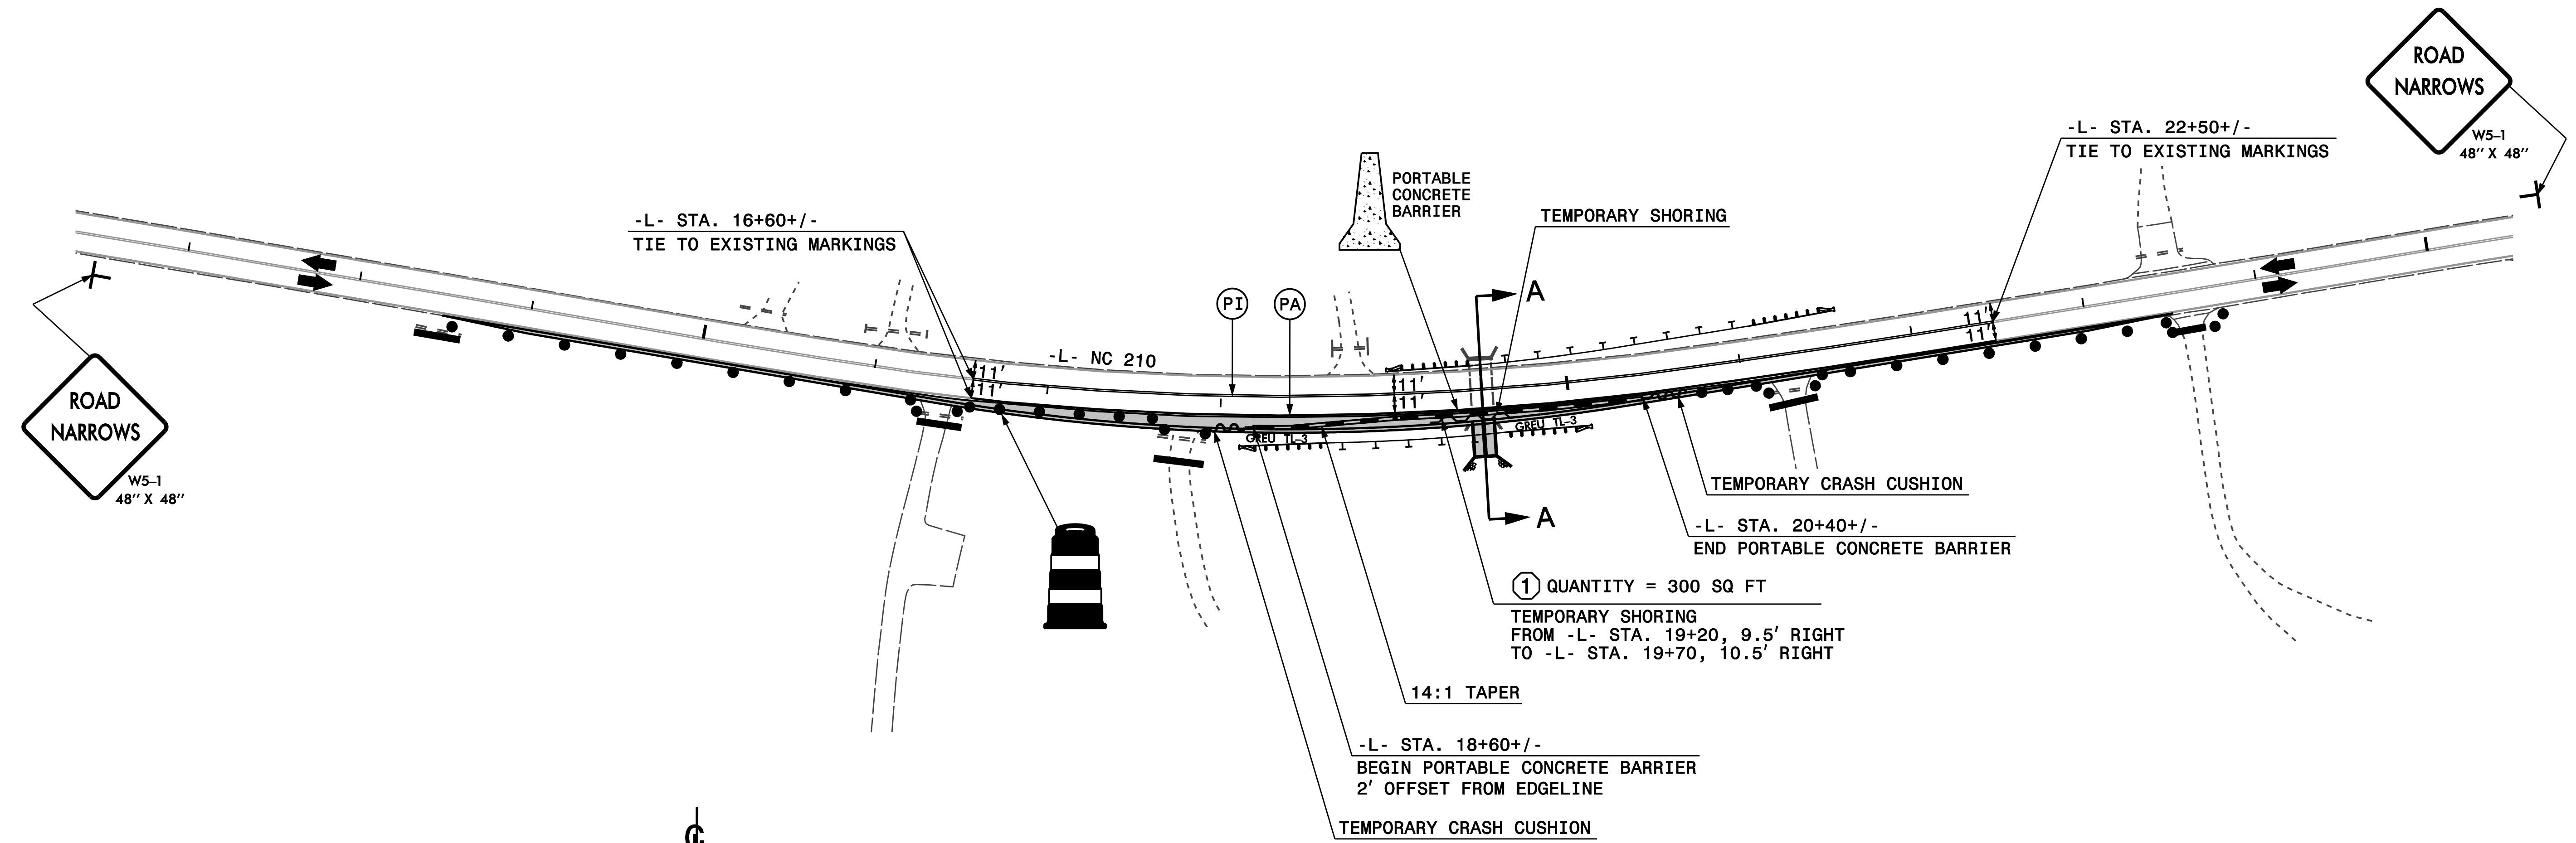 ROAD
NARROWS
W5-1
48" X 48"
-L- STA. 22+50+/-
TIE TO EXISTING MARKINGS
PORTABLE
CONCRETE
BARRIER
TEMPORARY SHORING
-L- STA. 16+60+/-
TIE TO EXISTING MARKINGS
A
PI
PA
11'
11'
-L- NC 210
11'
11'
11'
11'
ROAD
NARROWS
W5-1
48" X 48"
GREU TL-3
GREU TL-3
TEMPORARY CRASH CUSHION
A
-L- STA. 20+40+/-
END PORTABLE CONCRETE BARRIER
1 QUANTITY = 300 SQ FT
TEMPORARY SHORING
FROM -L- STA. 19+20, 9.5' RIGHT
TO -L- STA. 19+70, 10.5' RIGHT
14:1 TAPER
-L- STA. 18+60+/-
BEGIN PORTABLE CONCRETE BARRIER
2' OFFSET FROM EDGELINE
TEMPORARY CRASH CUSHION